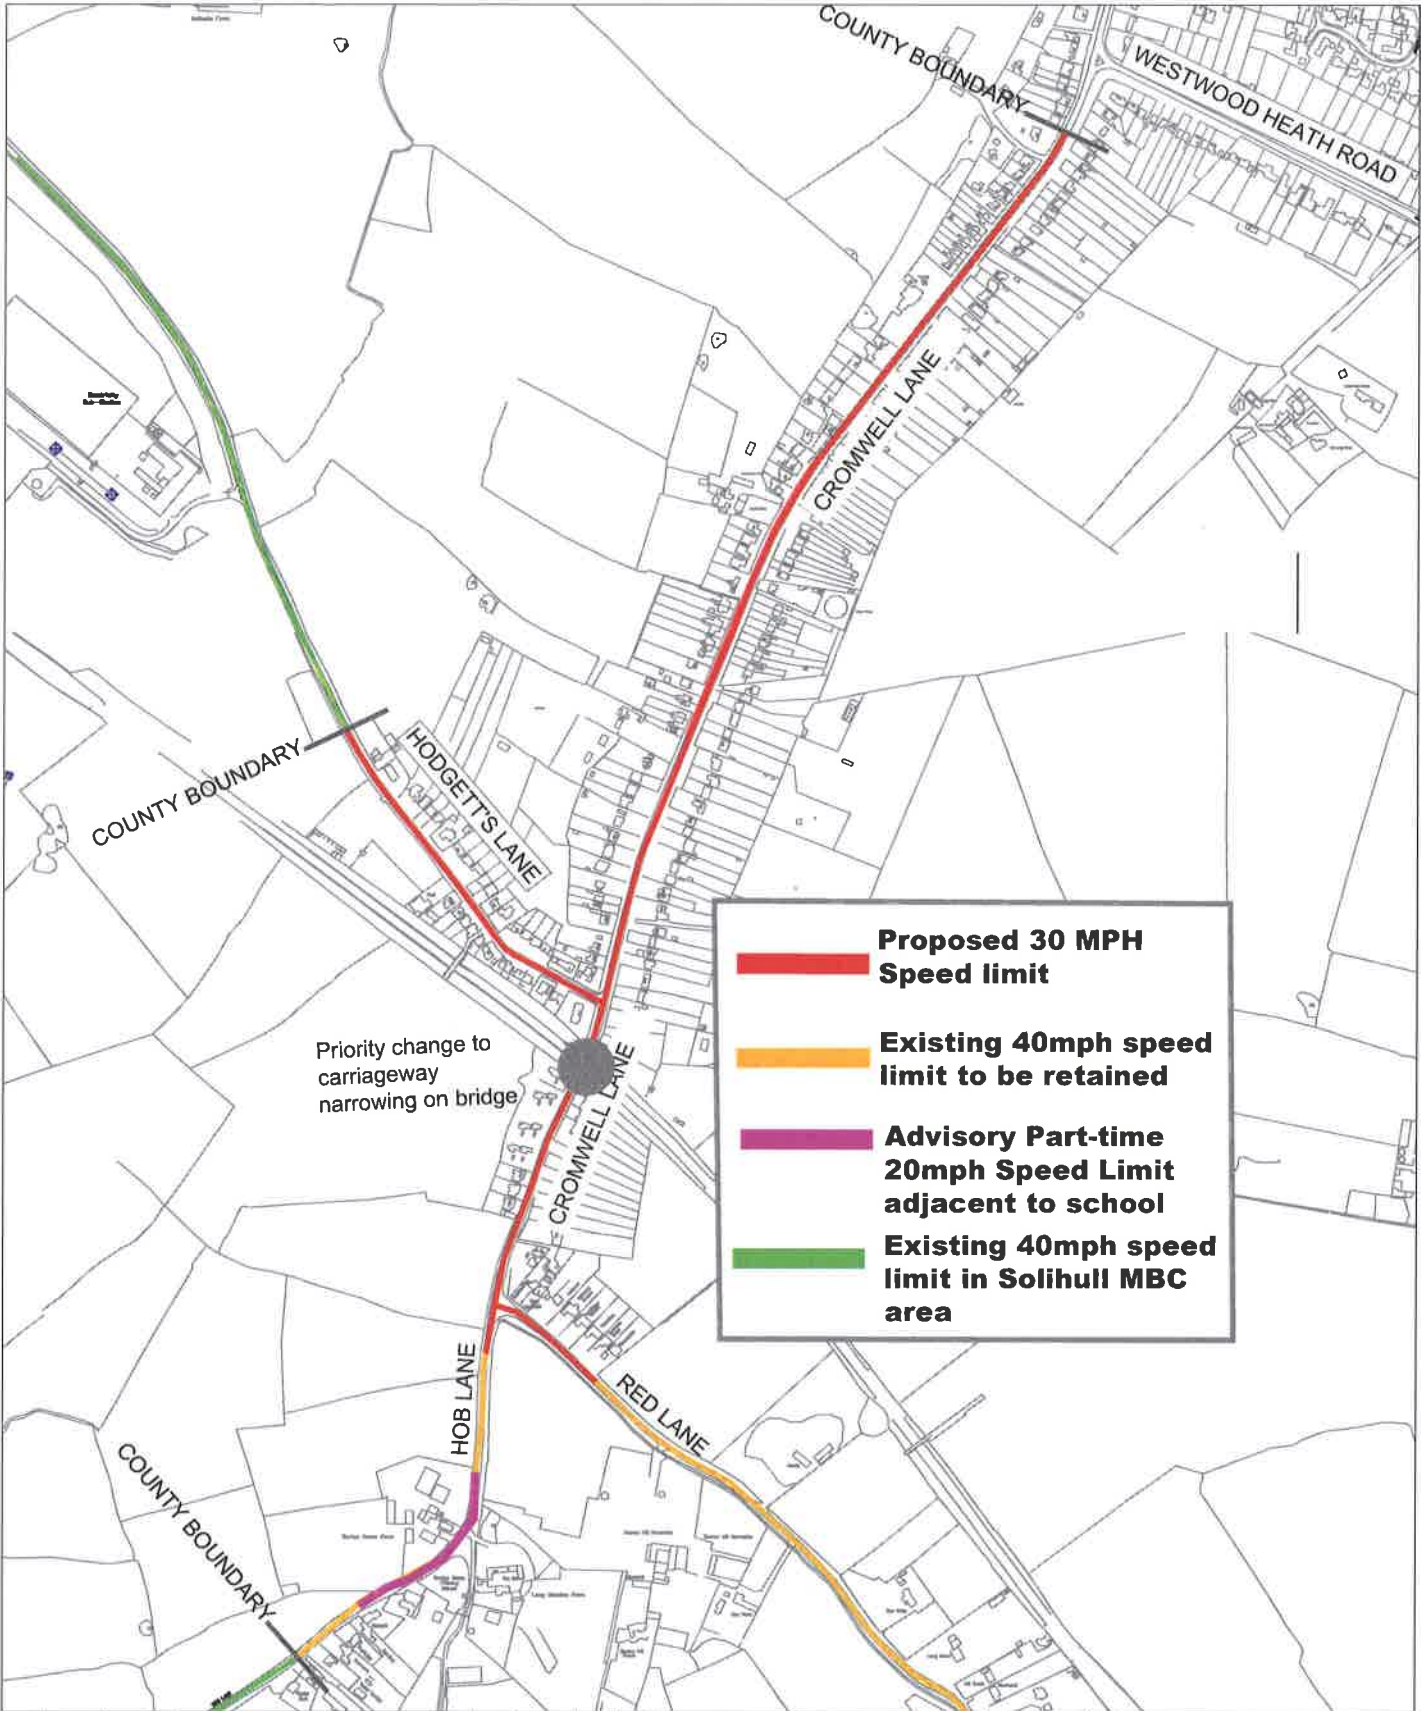 COUNTY BOUNDARY
WESTWOOD HEATH ROAD
CROMWELL LANE
COUNTY BOUNDARY
HODGETT'S LANE
Proposed 30 MPH
Speed limit
Existing 40mph speed
limit to be retained
Advisory Part-time
20mph Speed Limit
adjacent to school
Existing 40mph speed
limit in Solihull MBC
area
Priority change to
carriageway
narrowing on bridge
CROMWELL LANE
HOB LANE
RED LANE
COUNTY BOUNDARY